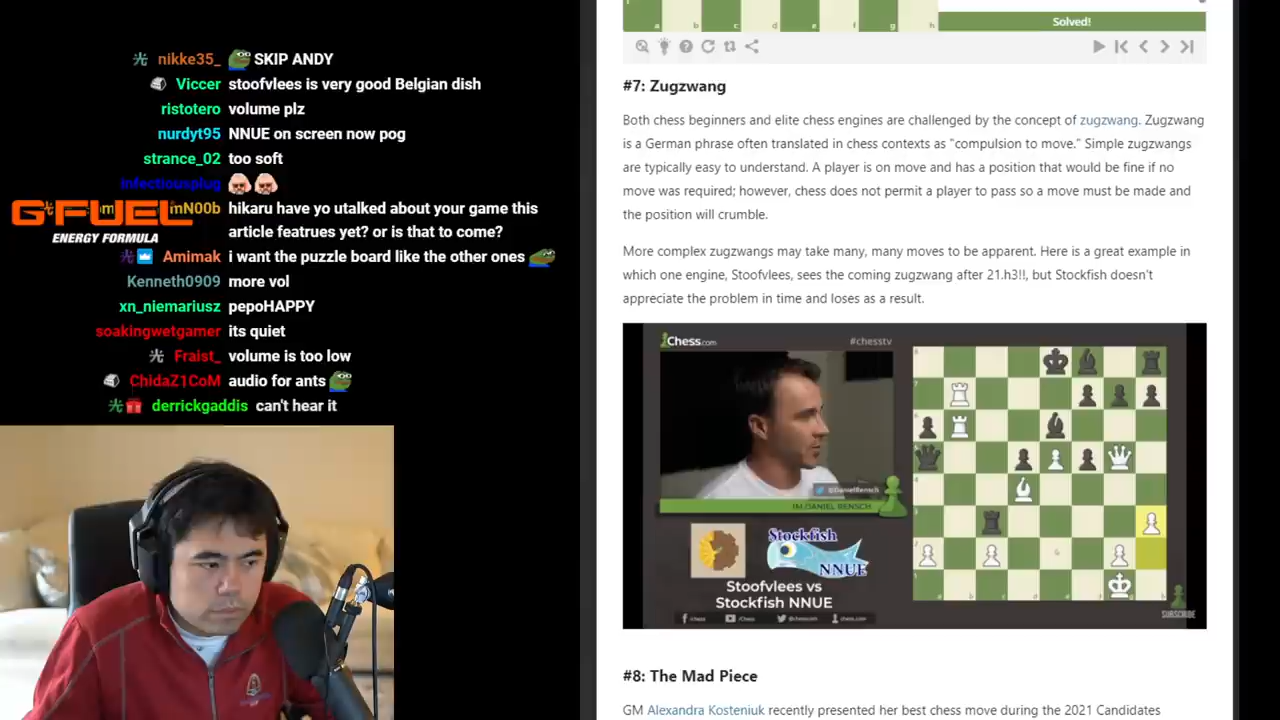 nikke35_ SKIP ANDY
Viccer stoofvlees is very good Belgian dish
ristotero volume plz
nurdyt95 NNUE on screen now pog
strance_02 too soft
infectiousplug
mN00b hikaru have yo utalked about your game this
article featrues yet? or is that to come?
G FUEL
ENERGY FORMULA
Amimak i want the puzzle board like the other ones
Kenneth0909 more vol
xn_niemariusz pepoHAPPY
soakingwetgamer its quiet
Fraist_ volume is too low
ChidaZ1CoM audio for ants
derrickgaddis can't hear it
a b c d e f g h
Solved!
#7: Zugzwang
Both chess beginners and elite chess engines are challenged by the concept of zugzwang. Zugzwang
is a German phrase often translated in chess contexts as "compulsion to move." Simple zugzwangs
are typically easy to understand. A player is on move and has a position that would be fine if no
move was required; however, chess does not permit a player to pass so a move must be made and
the position will crumble.
More complex zugzwangs may take many, many moves to be apparent. Here is a great example in
which one engine, Stoofvlees, sees the coming zugzwang after 21.h3!!, but Stockfish doesn't
appreciate the problem in time and loses as a result.
Chess.com
#chesstv
@DanielRensch
IM DANIEL RENSCH
Stockfish
NNUE
Stoofvlees vs
Stockfish NNUE
SUBSCRIBE
#8: The Mad Piece
GM Alexandra Kosteniuk recently presented her best chess move during the 2021 Candidates